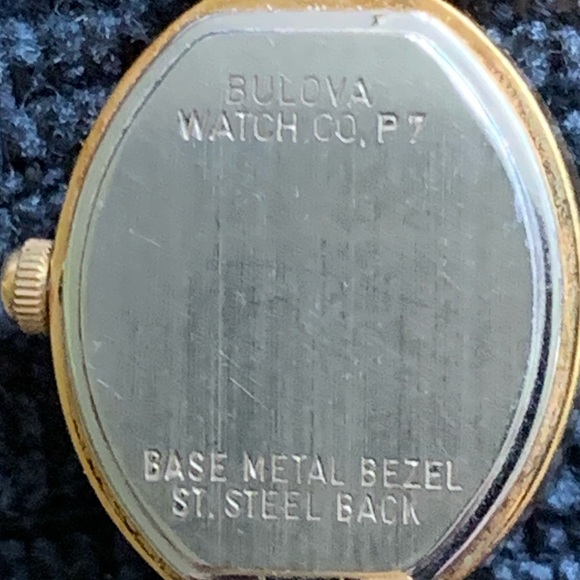 BULOVA
WATCH CO. P7
BASE METAL BEZEL
ST. STEEL BACK